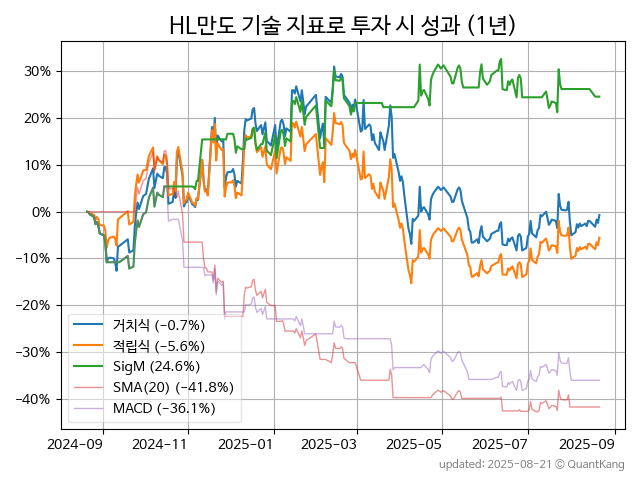 HL만도 기술 지표로 투자 시 성과 (1년)
30%
20%
10%
0%
−10%
−20%
−30%
−40%
거치식 (−0.7%)
적립식 (−5.6%)
SigM (24.6%)
SMA(20) (−41.8%)
MACD (−36.1%)
2024-09 2024-11 2025-01 2025-03 2025-05 2025-07 2025-09
updated: 2025-08-21 © QuantKang